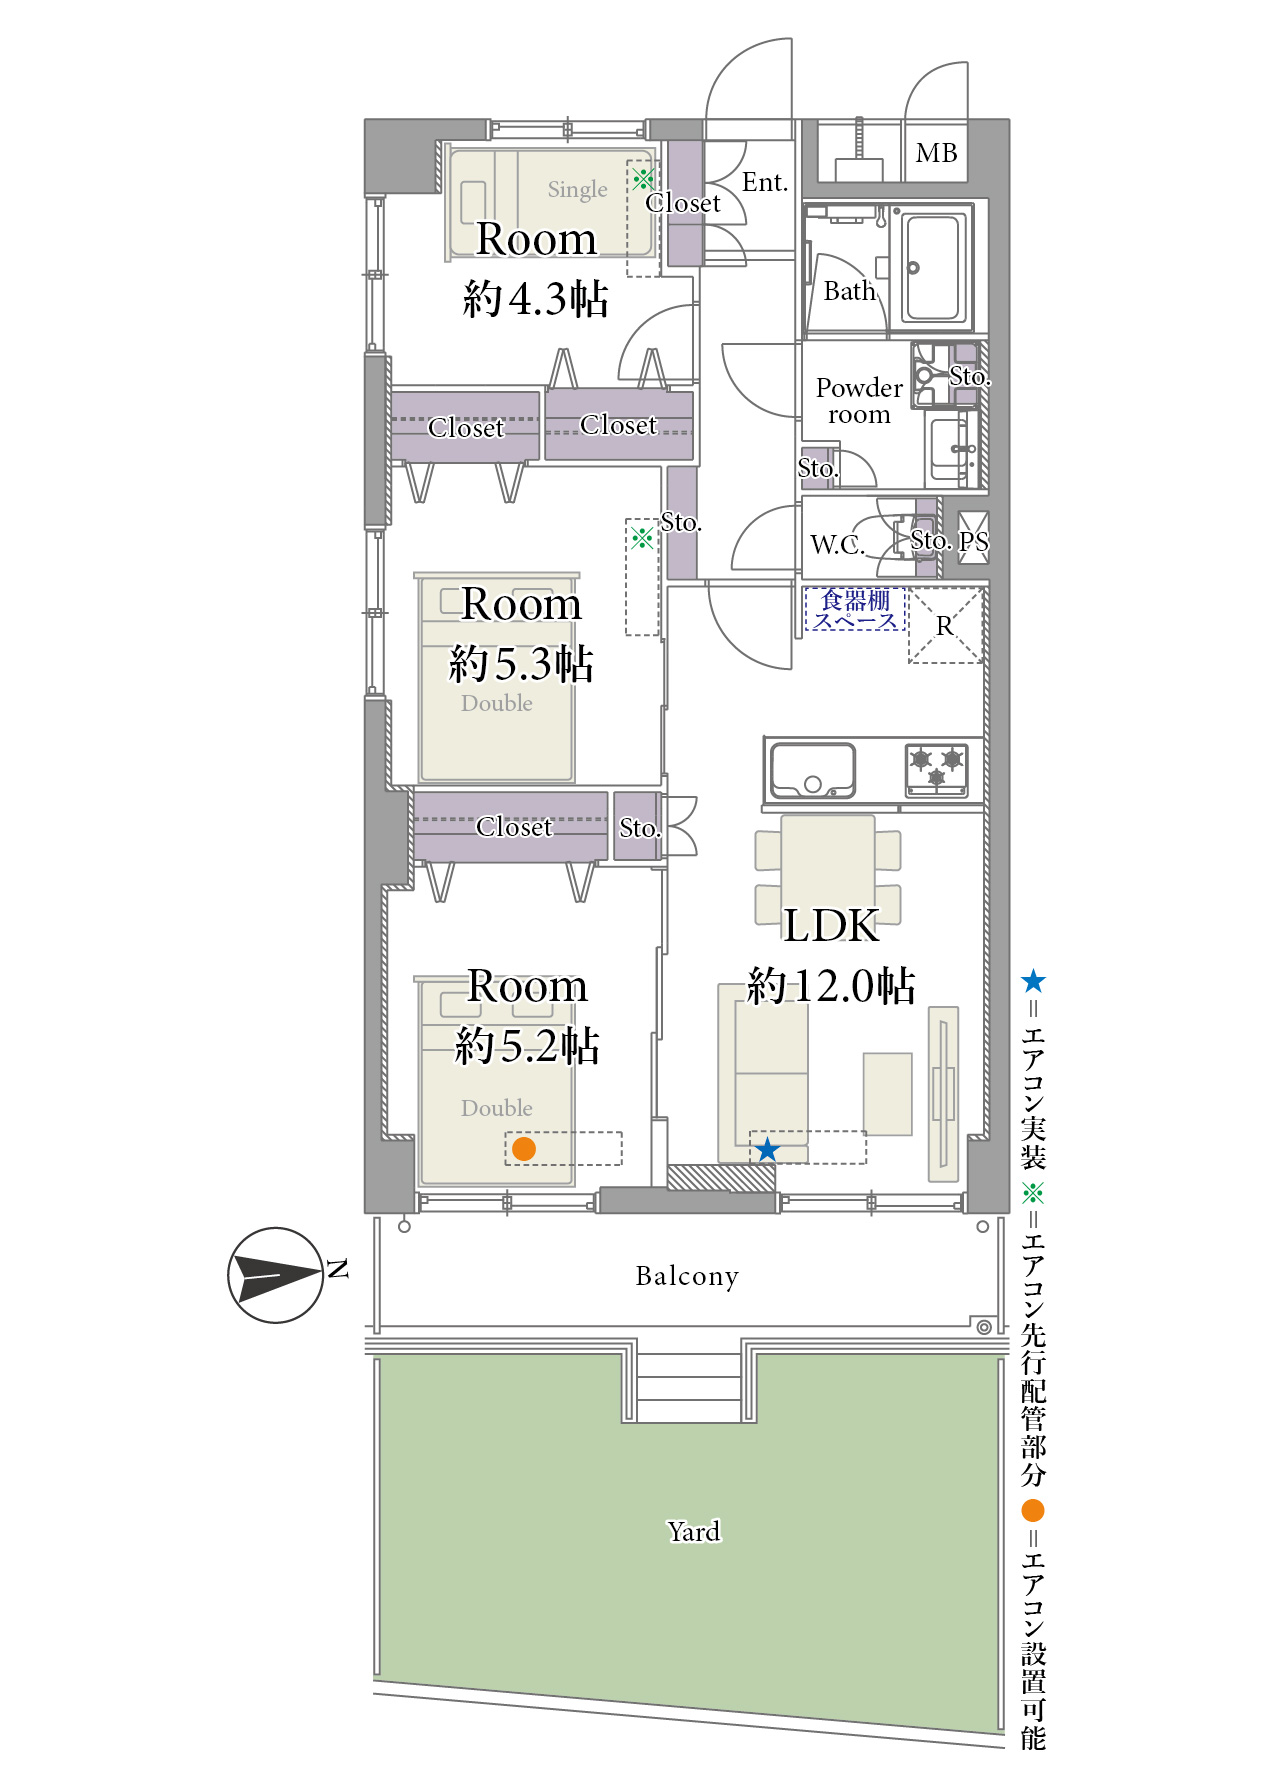 MB
Ent.
Single
Closet
Room
約4.3帖
※
Bath
Sto.
Powder
room
Closet
Closet
Sto.
Sto.
W.C.
Sto.
PS
※
食器棚
スペース
R
Room
約5.3帖
Double
Closet
Sto.
LDK
約12.0帖
Room
約5.2帖
Double
★=エアコン実装 ※=エアコン先行配管部分 ●=エアコン設置可能
N
Balcony
Yard